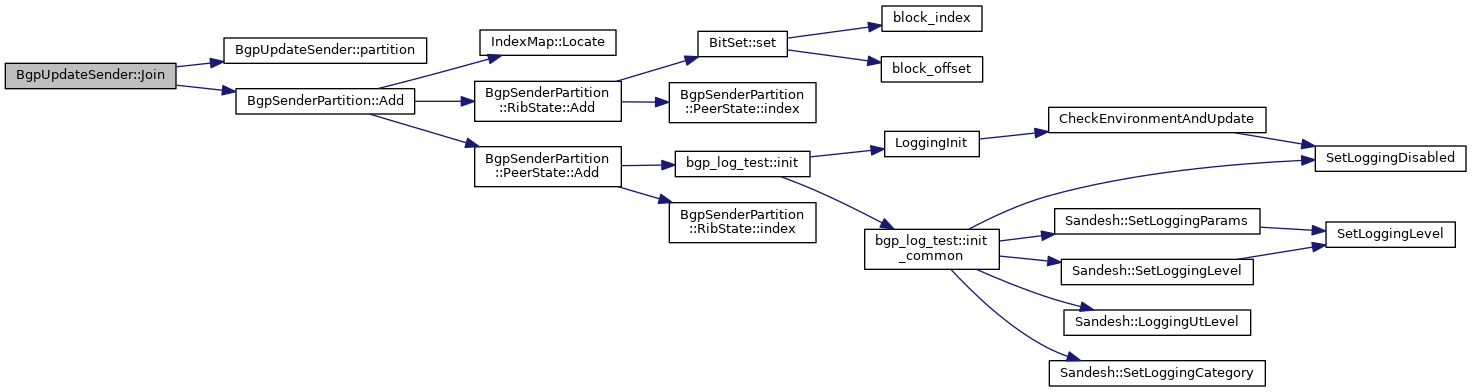 BgpUpdateSender::Join
BgpUpdateSender::partition
BgpSenderPartition::Add
IndexMap::Locate
BgpSenderPartition
::RibState::Add
BgpSenderPartition
::PeerState::Add
BitSet::set
BgpSenderPartition
::PeerState::index
bgp_log_test::init
BgpSenderPartition
::RibState::index
block_index
block_offset
LoggingInit
bgp_log_test::init
_common
CheckEnvironmentAndUpdate
Sandesh::SetLoggingParams
Sandesh::SetLoggingLevel
Sandesh::LoggingUtLevel
Sandesh::SetLoggingCategory
SetLoggingDisabled
SetLoggingLevel